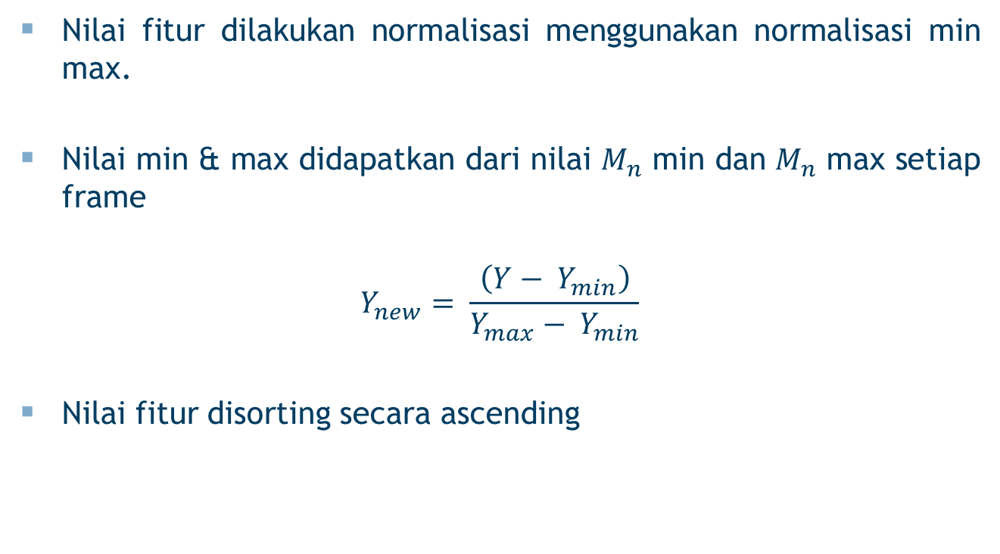 ▪ Nilai fitur dilakukan normalisasi menggunakan normalisasi min
max.
▪ Nilai min & max didapatkan dari nilai $M_n$ min dan $M_n$ max setiap
frame
$Y_{new} = \frac{(Y - Y_{min})}{Y_{max} - Y_{min}}$
▪ Nilai fitur disorting secara ascending